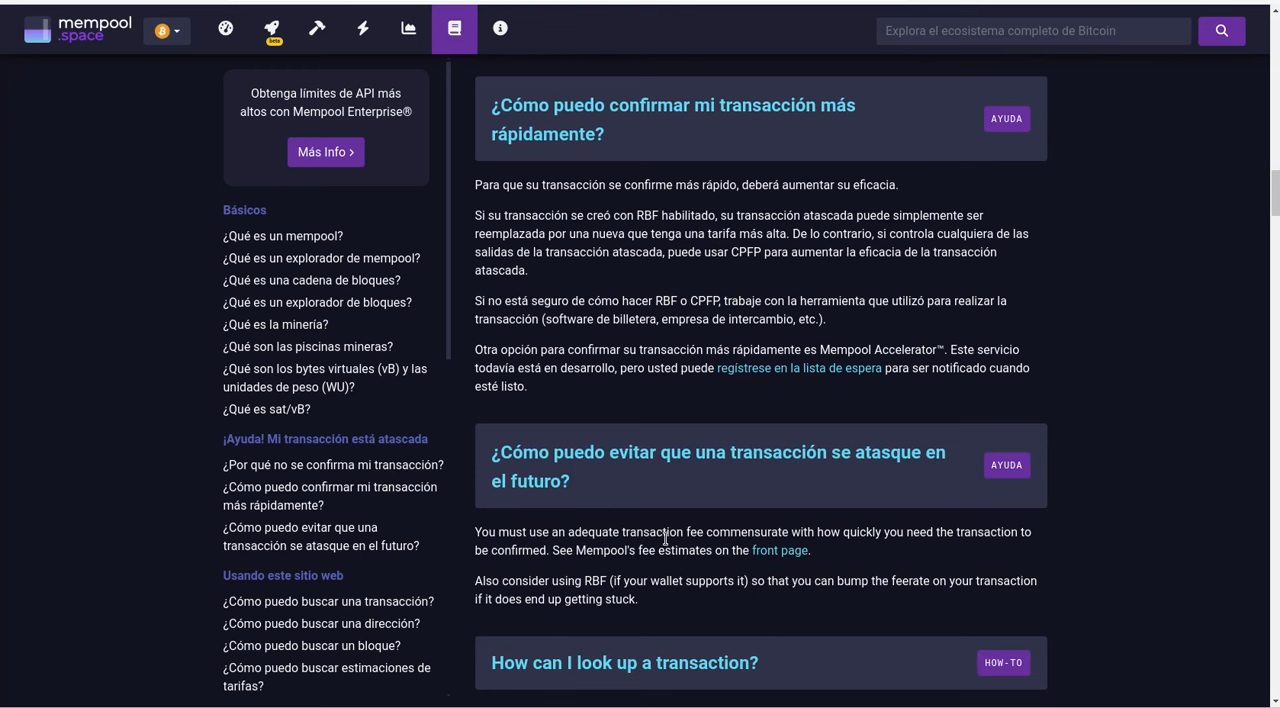 mempool
.space
beta
Explora el ecosistema completo de Bitcoin
Obtenga límites de API más
altos con Mempool Enterprise®
Más Info
Básicos
¿Qué es un mempool?
¿Qué es un explorador de mempool?
¿Qué es una cadena de bloques?
¿Qué es un explorador de bloques?
¿Qué es la minería?
¿Qué son las piscinas mineras?
¿Qué son los bytes virtuales (vB) y las
unidades de peso (WU)?
¿Qué es sat/vB?
¡Ayuda! Mi transacción está atascada
¿Por qué no se confirma mi transacción?
¿Cómo puedo confirmar mi transacción
más rápidamente?
¿Cómo puedo evitar que una
transacción se atasque en el futuro?
Usando este sitio web
¿Cómo puedo buscar una transacción?
¿Cómo puedo buscar una dirección?
¿Cómo puedo buscar un bloque?
¿Cómo puedo buscar estimaciones de
tarifas?
¿Cómo puedo confirmar mi transacción más
rápidamente?
AYUDA
Para que su transacción se confirme más rápido, deberá aumentar su eficacia.
Si su transacción se creó con RBF habilitado, su transacción atascada puede simplemente ser
reemplazada por una nueva que tenga una tarifa más alta. De lo contrario, si controla cualquiera de las
salidas de la transacción atascada, puede usar CPFP para aumentar la eficacia de la transacción
atascada.
Si no está seguro de cómo hacer RBF o CPFP, trabaje con la herramienta que utilizó para realizar la
transacción (software de billetera, empresa de intercambio, etc.).
Otra opción para confirmar su transacción más rápidamente es Mempool Accelerator™. Este servicio
todavía está en desarrollo, pero usted puede regístrese en la lista de espera para ser notificado cuando
esté listo.
¿Cómo puedo evitar que una transacción se atasque en
el futuro?
AYUDA
You must use an adequate transaction fee commensurate with how quickly you need the transaction to
be confirmed. See Mempool's fee estimates on the front page.
Also consider using RBF (if your wallet supports it) so that you can bump the feerate on your transaction
if it does end up getting stuck.
How can I look up a transaction?
HOW-TO